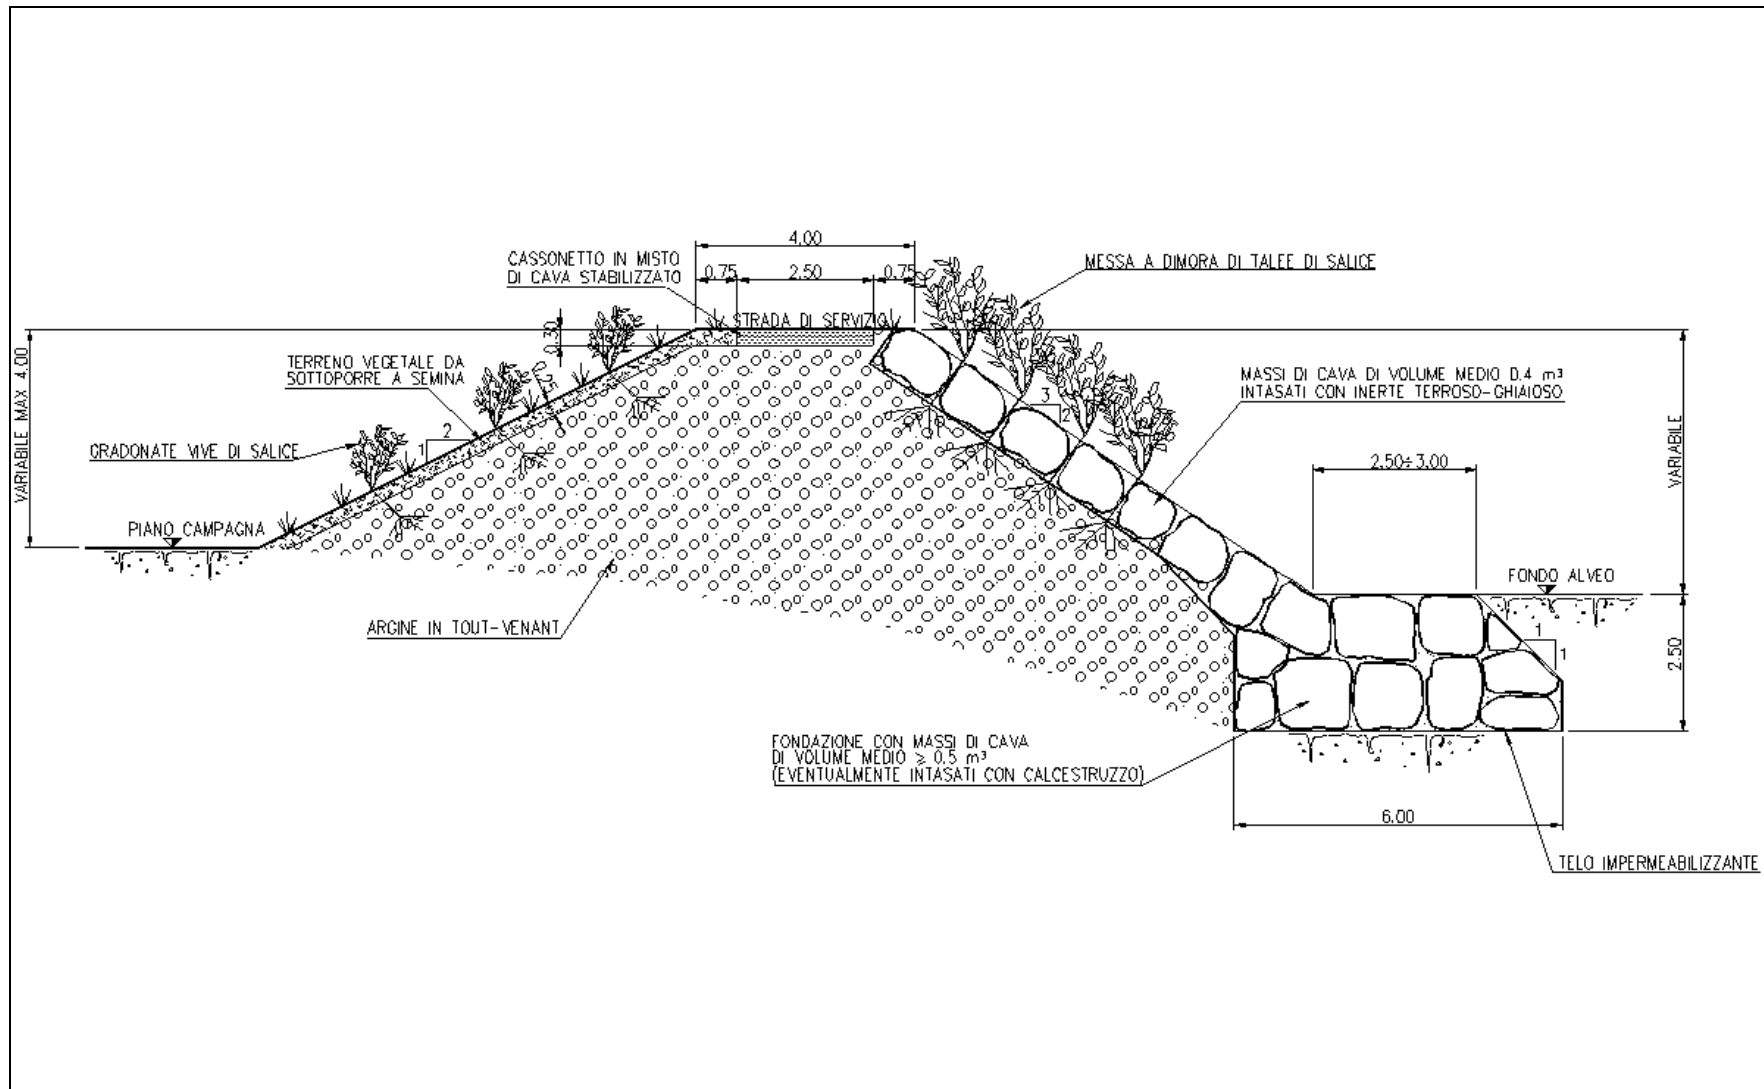 4.00
CASSONETTO IN MISTO
DI CAVA STABILIZZATO
0.75
2.50
0.75
MESSA A DIMORA DI TALEE DI SALICE
STRADA DI SERVIZIO
0.30
TERRENO VEGETALE DA
SOTTOPORRE A SEMINA
0.25
MASSI DI CAVA DI VOLUME MEDIO 0.4 m³
INTASATI CON INERTE TERROSO-GHIAIOSO
3
2
VARIABILE MAX 4.00
VARIABILE
2
1
GRADONATE VIVE DI SALICE
2.50÷3.00
PIANO CAMPAGNA
FONDO ALVEO
ARGINE IN TOUT-VENANT
1
1
2.50
FONDAZIONE CON MASSI DI CAVA
DI VOLUME MEDIO ≥ 0.5 m³
(EVENTUALMENTE INTASATI CON CALCESTRUZZO)
6.00
TELO IMPERMEABILIZZANTE